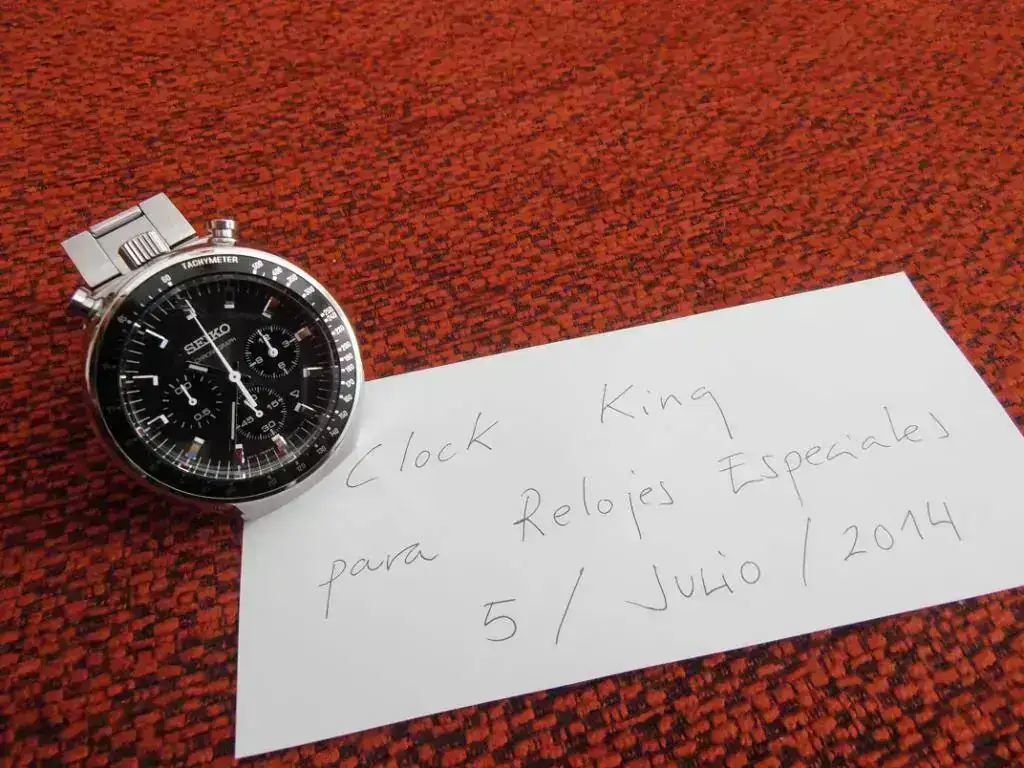 TACHYMETER
SEIKO
CHRONOGRAPH
Clock King
para Relojes Especiales
5 / Julio / 2014